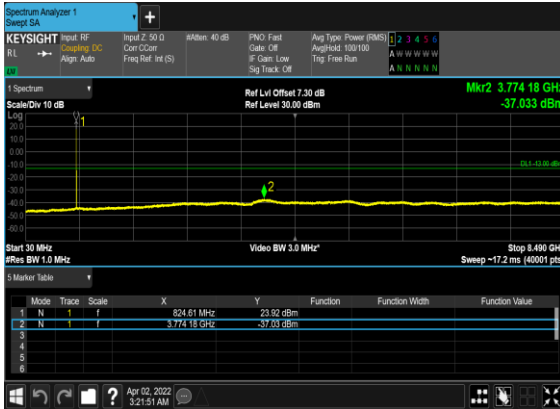 Spectrum Analyzer 1
Swept SA
KEYSIGHT Input: RF Input Z: 50 Ω #Atten: 40 dB PNO: Fast Avg Type: Power (RMS) 1 2 3 4 5 6
RL Coupling: DC Corr CCorr Gate: Off Avg|Hold: 100/100 A W W W W W
Align: Auto Freq Ref: Int (S) IF Gain: Low Trig: Free Run
Sig Track: Off A N N N N N
1 Spectrum Ref Lvl Offset 7.30 dB Mkr2 3.774 18 GHz
Scale/Div 10 dB Ref Level 30.00 dBm -37.033 dBm
Log
1
20.0
10.0
0.00
-10.0
DL1 -13.00 dBm
-20.0
-30.0
2
-40.0
-50.0
-60.0
Start 30 MHz Video BW 3.0 MHz* Stop 8.490 GH
#Res BW 1.0 MHz Sweep ~17.2 ms (40001 pts
5 Marker Table
Mode Trace Scale X Y Function Function Width Function Value
1 N 1 f 824.61 MHz 23.92 dBm
2 N 1 f 3.774 18 GHz -37.03 dBm
3
4
5
6
? Apr 02, 2022
3:21:51 AM